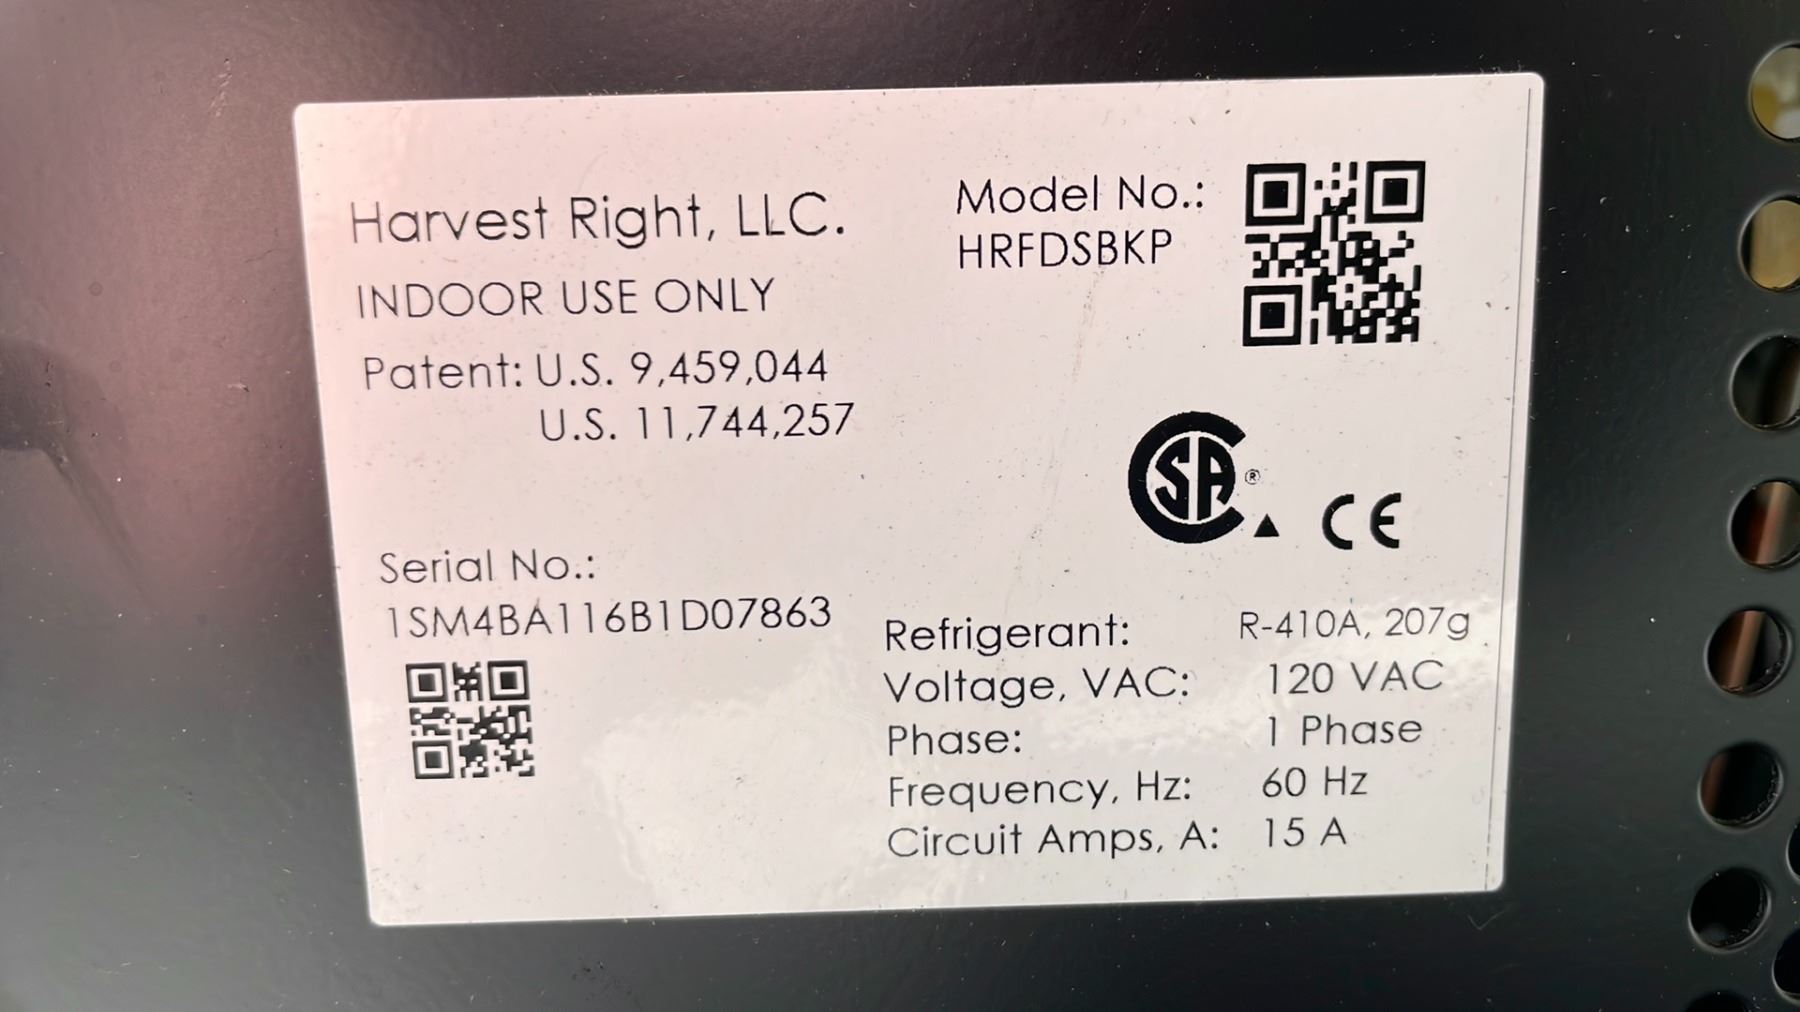 Harvest Right, LLC.
INDOOR USE ONLY
Patent: U.S. 9,459,044
U.S. 11,744,257
Model No.:
HRFDSBKP
CSA®
CE
Serial No.:
1SM4BA116B1D07863
Refrigerant: R-410A, 207g
Voltage, VAC: 120 VAC
Phase: 1 Phase
Frequency, Hz: 60 Hz
Circuit Amps, A: 15 A